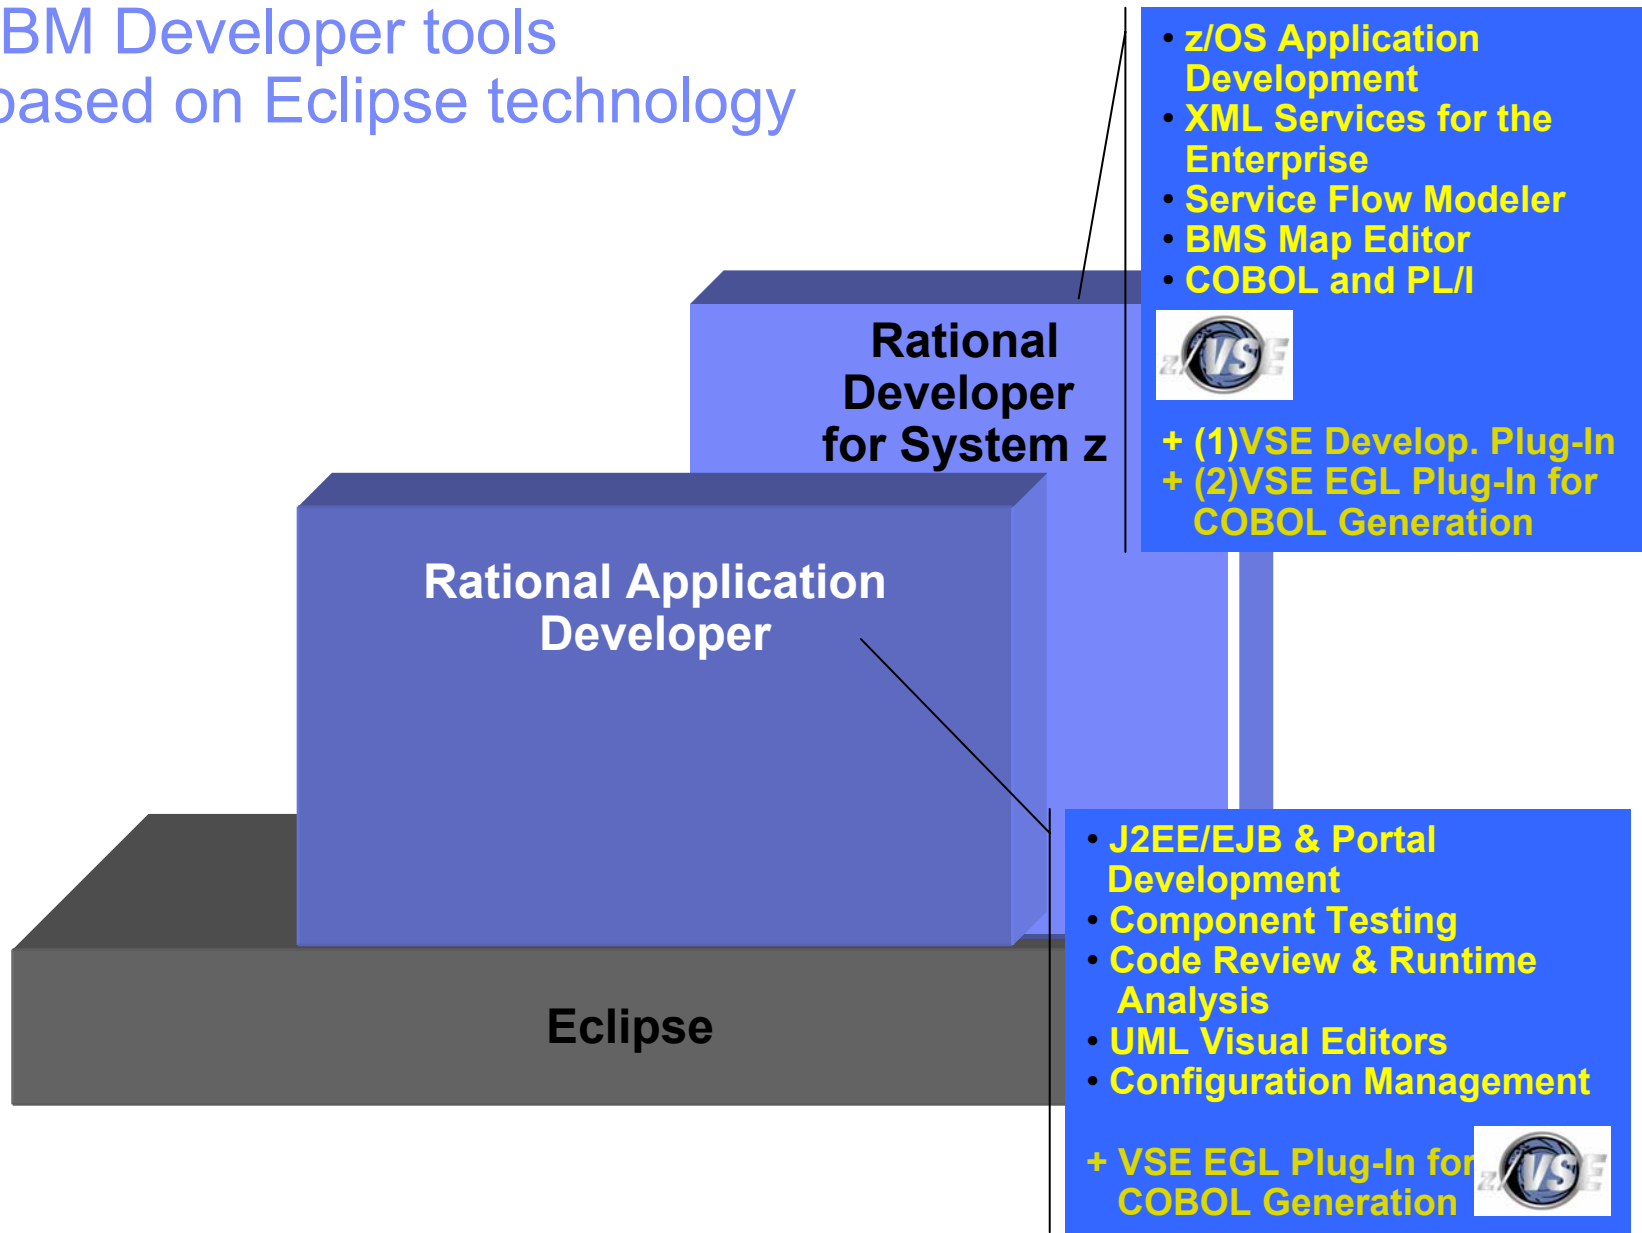 BM Developer tools
based on Eclipse technology
• z/OS Application
Development
• XML Services for the
Enterprise
• Service Flow Modeler
• BMS Map Editor
• COBOL and PL/I
z/VSE
+ (1)VSE Develop. Plug-In
+ (2)VSE EGL Plug-In for
COBOL Generation
Rational
Developer
for System z
Rational Application
Developer
Eclipse
• J2EE/EJB & Portal
Development
• Component Testing
• Code Review & Runtime
Analysis
• UML Visual Editors
• Configuration Management
+ VSE EGL Plug-In for
COBOL Generation
z/VSE